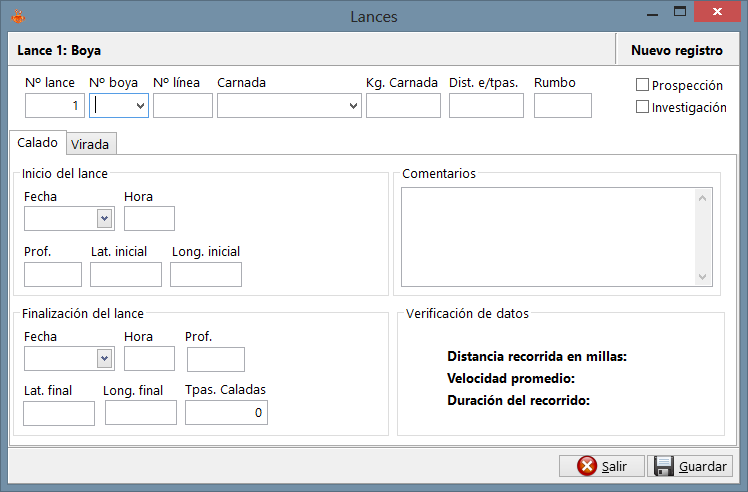 Lances
Lance 1: Boya Nuevo registro
Nº lance Nº boya Nº línea Carnada Kg. Carnada Dist. e/tpas. Rumbo
1
Prospección
Investigación
Calado Virada
Inicio del lance
Fecha Hora
Prof. Lat. inicial Long. inicial
Comentarios
Finalización del lance
Fecha Hora Prof.
Lat. final Long. final Tpas. Caladas
0
Verificación de datos
Distancia recorrida en millas:
Velocidad promedio:
Duración del recorrido:
Salir Guardar